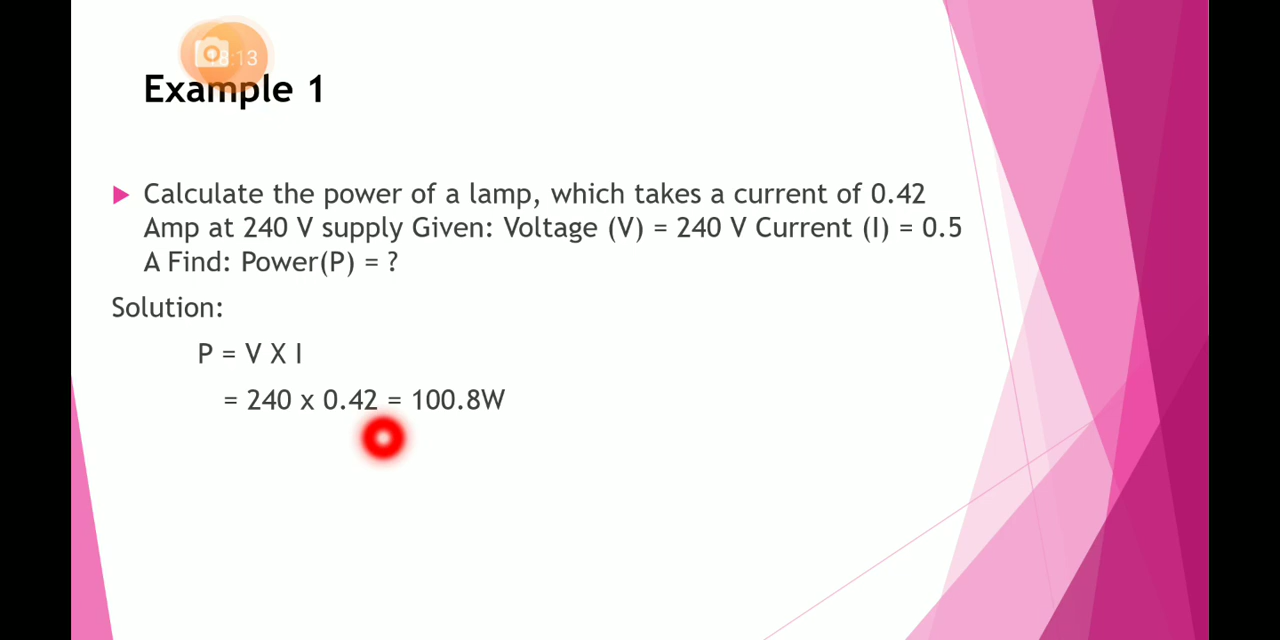 Example 1
Calculate the power of a lamp, which takes a current of 0.42
Amp at 240 V supply Given: Voltage (V) = 240 V Current (I) = 0.5
A Find: Power(P) = ?
Solution:
P = V X I
= 240 x 0.42 = 100.8W